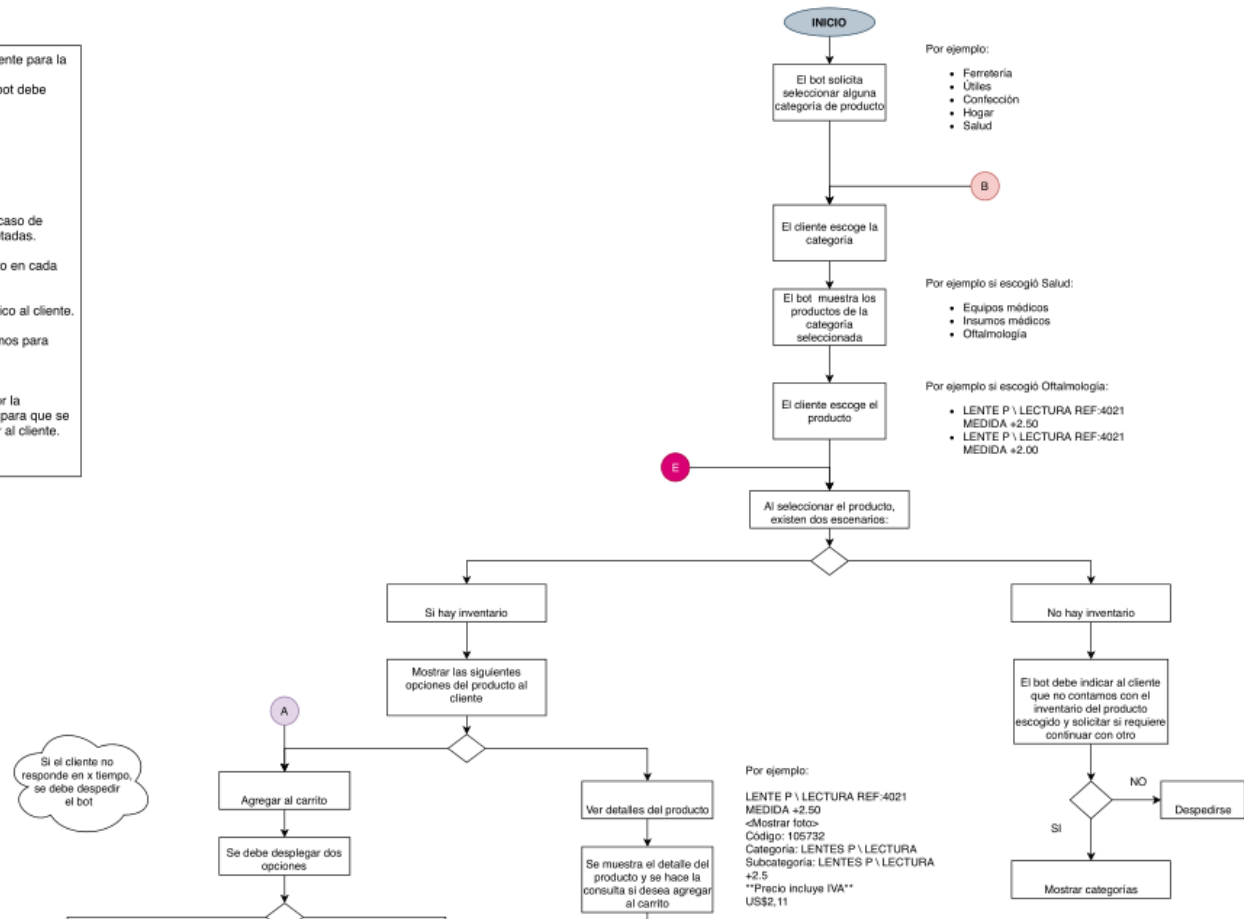 INICIO
El bot solicita
seleccionar alguna
categoría de producto
Por ejemplo:
• Ferretería
• Útiles
• Confección
• Hogar
• Salud
B
El cliente escoge la
categoría
El bot muestra los
productos de la
categoría
seleccionada
Por ejemplo si escogió Salud:
• Equipos médicos
• Insumos médicos
• Oftalmología
El cliente escoge el
producto
Por ejemplo si escogió Oftalmología:
• LENTE P \ LECTURA REF:4021
MEDIDA +2.50
• LENTE P \ LECTURA REF:4021
MEDIDA +2.00
E
Al seleccionar el producto,
existen dos escenarios:
ente para la
bot debe
caso de
tadas.
o en cada
ico al cliente.
mos para
r la
para que se
r al cliente.
Si hay inventario
No hay inventario
Mostrar las siguientes
opciones del producto al
cliente
El bot debe indicar al cliente
que no contamos con el
inventario del producto
escogido y solicitar si requiere
continuar con otro
A
Si el cliente no
responde en x tiempo,
se debe despedir
el bot
Agregar al carrito
Ver detalles del producto
Se debe desplegar dos
opciones
Se muestra el detalle del
producto y se hace la
consulta si desea agregar
al carrito
Por ejemplo:
LENTE P \ LECTURA REF:4021
MEDIDA +2.50
<Mostrar foto>
Código: 105732
Categoría: LENTES P \ LECTURA
Subcategoría: LENTES P \ LECTURA
+2.5
**Precio incluye IVA**
US$2,11
NO
Despedirse
SI
Mostrar categorías